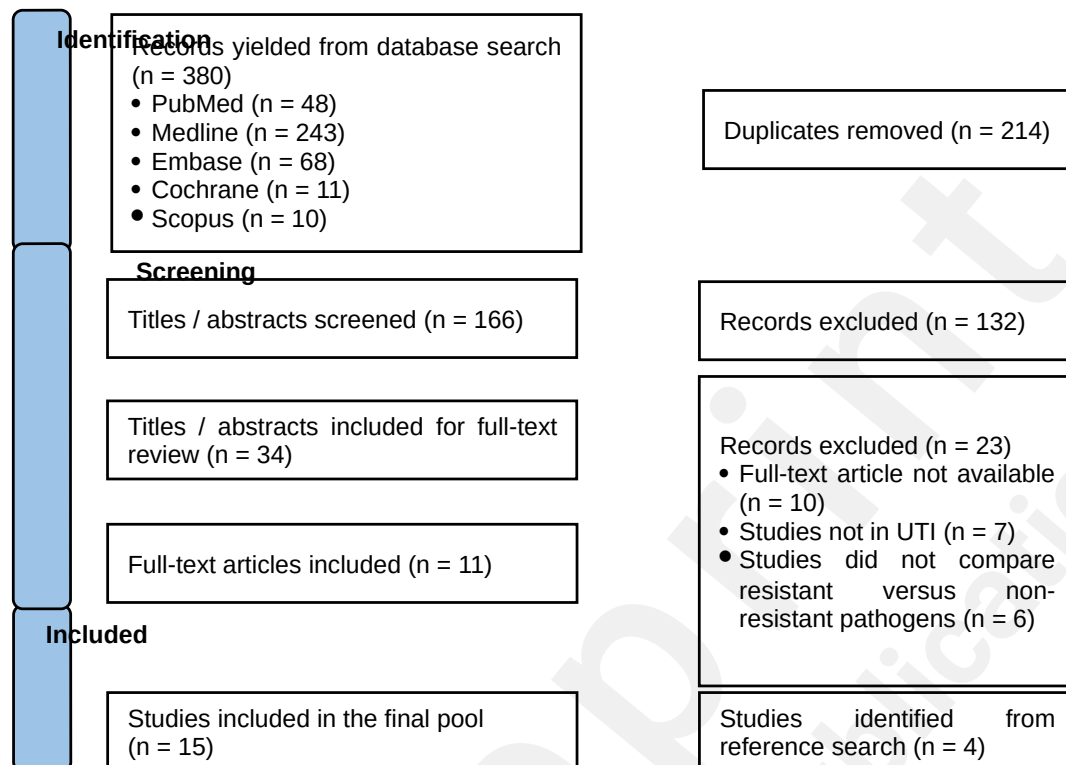 Identification
Records yielded from database search
(n = 380)
• PubMed (n = 48)
• Medline (n = 243)
• Embase (n = 68)
• Cochrane (n = 11)
• Scopus (n = 10)
Duplicates removed (n = 214)
Screening
Titles / abstracts screened (n = 166)
Records excluded (n = 132)
Titles / abstracts included for full-text
review (n = 34)
Records excluded (n = 23)
• Full-text article not available
(n = 10)
• Studies not in UTI (n = 7)
• Studies did not compare
resistant versus non-
resistant pathogens (n = 6)
Full-text articles included (n = 11)
Included
Studies included in the final pool
(n = 15)
Studies identified from
reference search (n = 4)